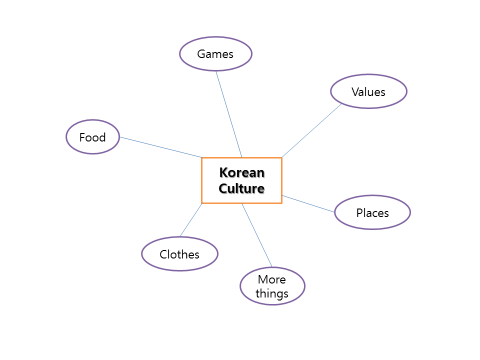 Games
Values
Food
Korean
Culture
Places
Clothes
More
things